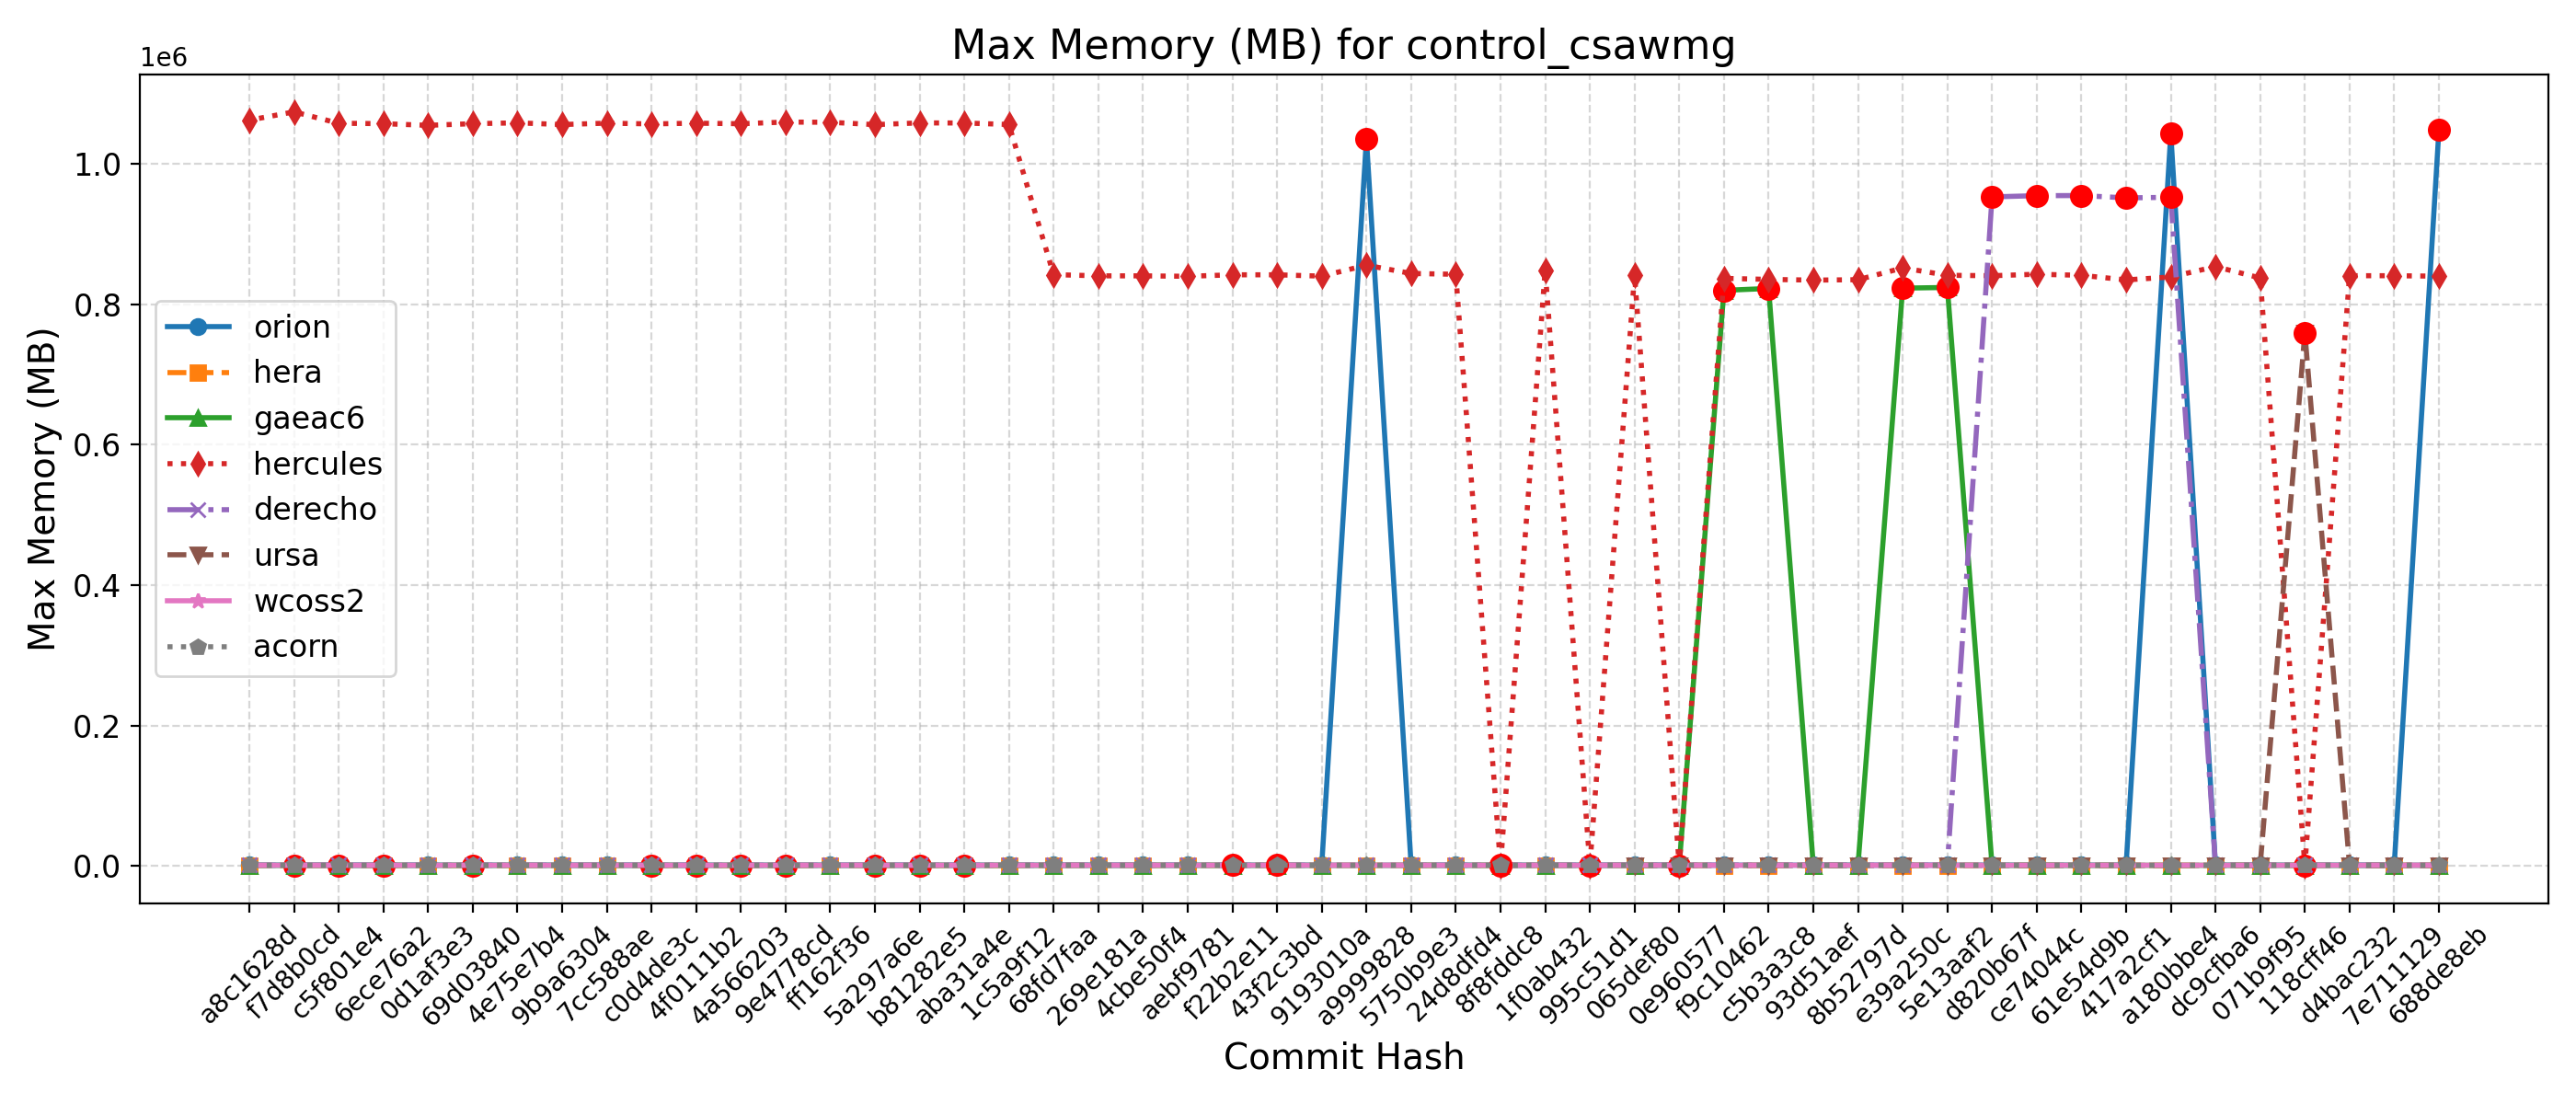 Max Memory (MB) for control_csawmg
1e6
1.0
0.8
0.6
0.4
0.2
0.0
Max Memory (MB)
orion
hera
gaeac6
hercules
derecho
ursa
wcoss2
acorn
a8c1628d
f7d8b0cd
c5f801e4
6ece76a2
0d1af3e3
69d03840
4e75e7b4
9b9a6304
7cc588ae
c0d4de3c
4f0111b2
4a566203
9e4778cd
ff162f36
5a297a6e
b81282e5
aba31a4e
1c5a9f12
68fd7faa
269e181a
4cbe50f4
aebf9781
f22b2e11
43f2c3bd
9193010a
a9999828
5750b9e3
24d8dfd4
8f8fddc8
1f0ab432
995c51d1
065def80
0e960577
f9c10462
c5b3a3c8
93d51aef
8b52797d
e39a250c
5e13aaf2
d820b67f
ce74044c
61e54d9b
417a2cf1
a180bbe4
dc9cfba6
071b9f95
118cff46
d4bac232
7e711129
688de8eb
Commit Hash